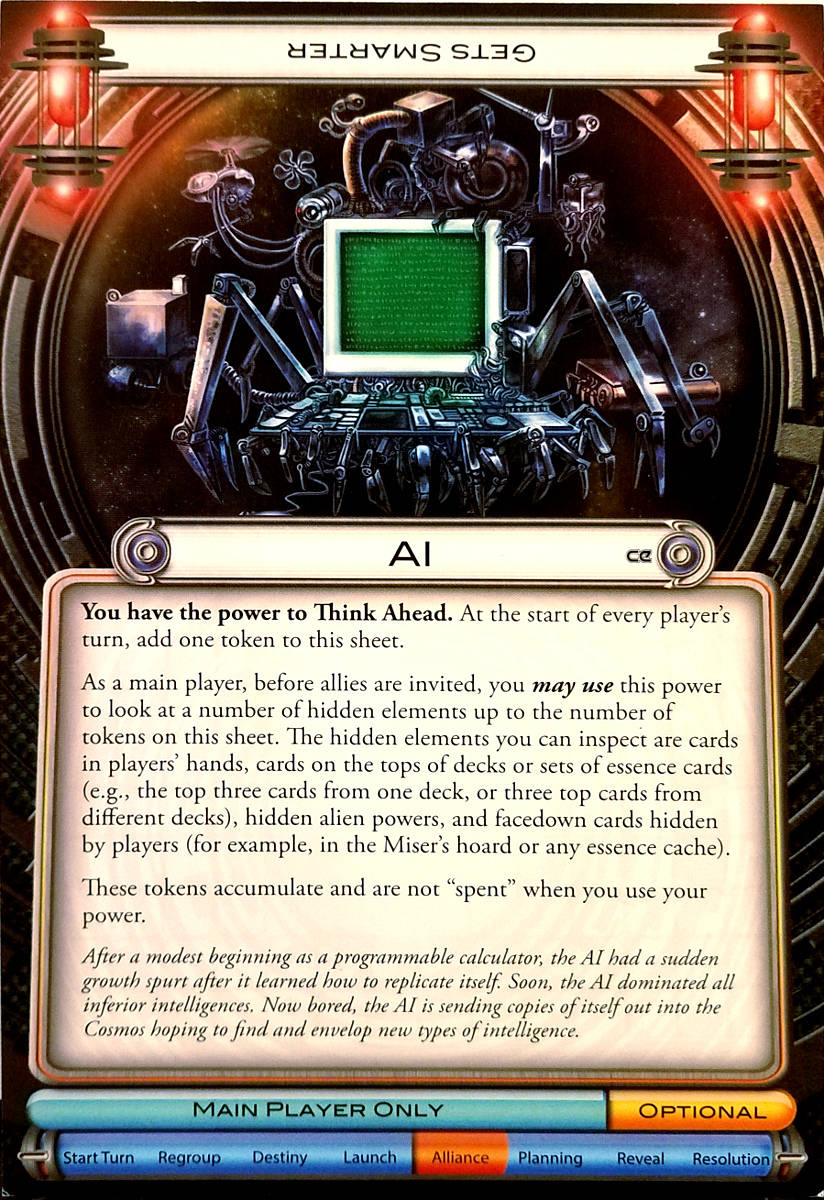 GETS SMARTER
AI
ce
You have the power to Think Ahead. At the start of every player's
turn, add one token to this sheet.
As a main player, before allies are invited, you may use this power
to look at a number of hidden elements up to the number of
tokens on this sheet. The hidden elements you can inspect are cards
in players' hands, cards on the tops of decks or sets of essence cards
(e.g., the top three cards from one deck, or three top cards from
different decks), hidden alien powers, and facedown cards hidden
by players (for example, in the Miser's hoard or any essence cache).
These tokens accumulate and are not “spent” when you use your
power.
After a modest beginning as a programmable calculator, the AI had a sudden
growth spurt after it learned how to replicate itself. Soon, the AI dominated all
inferior intelligences. Now bored, the AI is sending copies of itself out into the
Cosmos hoping to find and envelop new types of intelligence.
MAIN PLAYER ONLY OPTIONAL
Start Turn Regroup Destiny Launch Alliance Planning Reveal Resolution